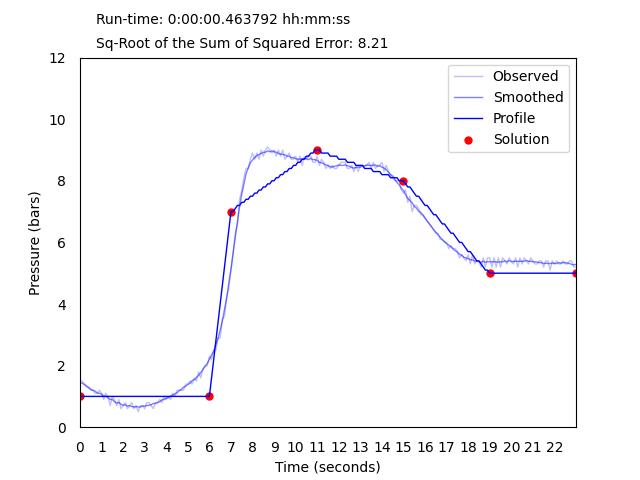 Run-time: 0:00:00.463792 hh:mm:ss
Sq-Root of the Sum of Squared Error: 8.21
12
10
8
6
4
2
0
Pressure (bars)
Observed
Smoothed
Profile
Solution
0 1 2 3 4 5 6 7 8 9 10 11 12 13 14 15 16 17 18 19 20 21 22
Time (seconds)